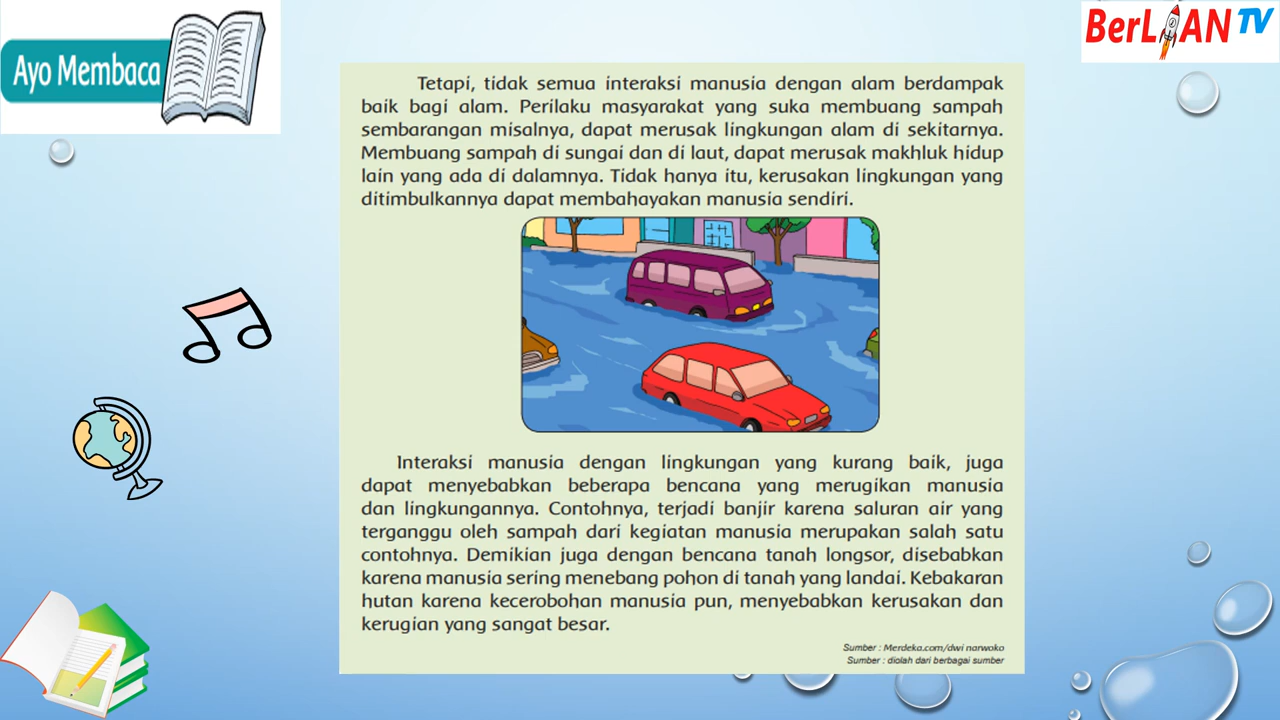 Ayo Membaca
BerLIAN TV
Tetapi, tidak semua interaksi manusia dengan alam berdampak
baik bagi alam. Perilaku masyarakat yang suka membuang sampah
sembarangan misalnya, dapat merusak lingkungan alam di sekitarnya.
Membuang sampah di sungai dan di laut, dapat merusak makhluk hidup
lain yang ada di dalamnya. Tidak hanya itu, kerusakan lingkungan yang
ditimbulkannya dapat membahayakan manusia sendiri.
Interaksi manusia dengan lingkungan yang kurang baik, juga
dapat menyebabkan beberapa bencana yang merugikan manusia
dan lingkungannya. Contohnya, terjadi banjir karena saluran air yang
terganggu oleh sampah dari kegiatan manusia merupakan salah satu
contohnya. Demikian juga dengan bencana tanah longsor, disebabkan
karena manusia sering menebang pohon di tanah yang landai. Kebakaran
hutan karena kecerobohan manusia pun, menyebabkan kerusakan dan
kerugian yang sangat besar.
Sumber : Merdeka.com/dwi narwoko
Sumber : diolah dari berbagai sumber